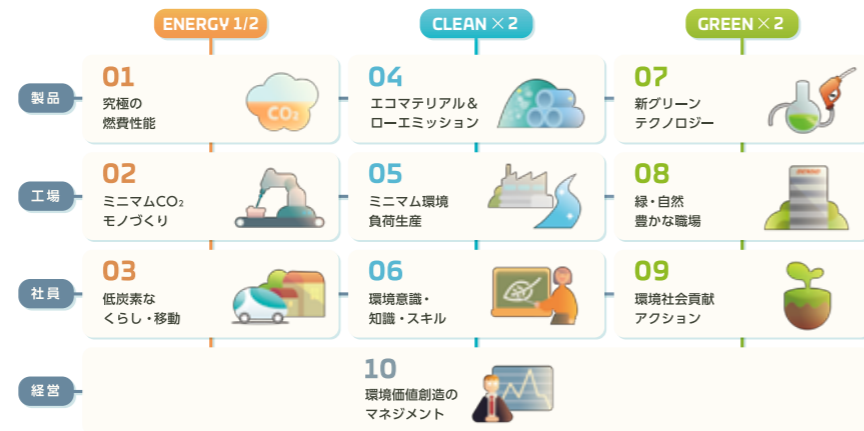 ENERGY 1/2
CLEAN×2
GREEN×2
製品
01
究極の
燃費性能
CO₂
04
エコマテリアル&
ローエミッション
07
新グリーン
テクノロジー
工場
02
ミニマムCO₂
モノづくり
05
ミニマム環境
負荷生産
08
緑・自然
豊かな職場
DENSO
社員
03
低炭素な
くらし・移動
06
環境意識・
知識・スキル
09
環境社会貢献
アクション
経営
10
環境価値創造の
マネジメント